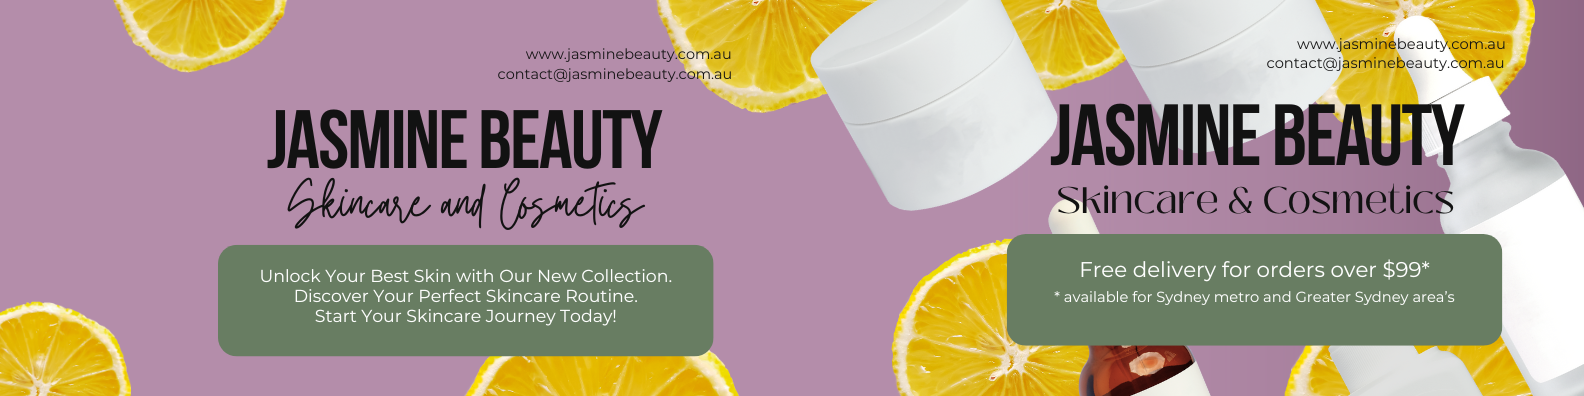 www.jasminebeauty.com.au
contact@jasminebeauty.com.au
JASMINE BEAUTY
Skincare and Cosmetics
Unlock Your Best Skin with Our New Collection.
Discover Your Perfect Skincare Routine.
Start Your Skincare Journey Today!
www.jasminebeauty.com.au
contact@jasminebeauty.com.au
JASMINE BEAUTY
Skincare & Cosmetics
Free delivery for orders over $99*
* available for Sydney metro and Greater Sydney area's